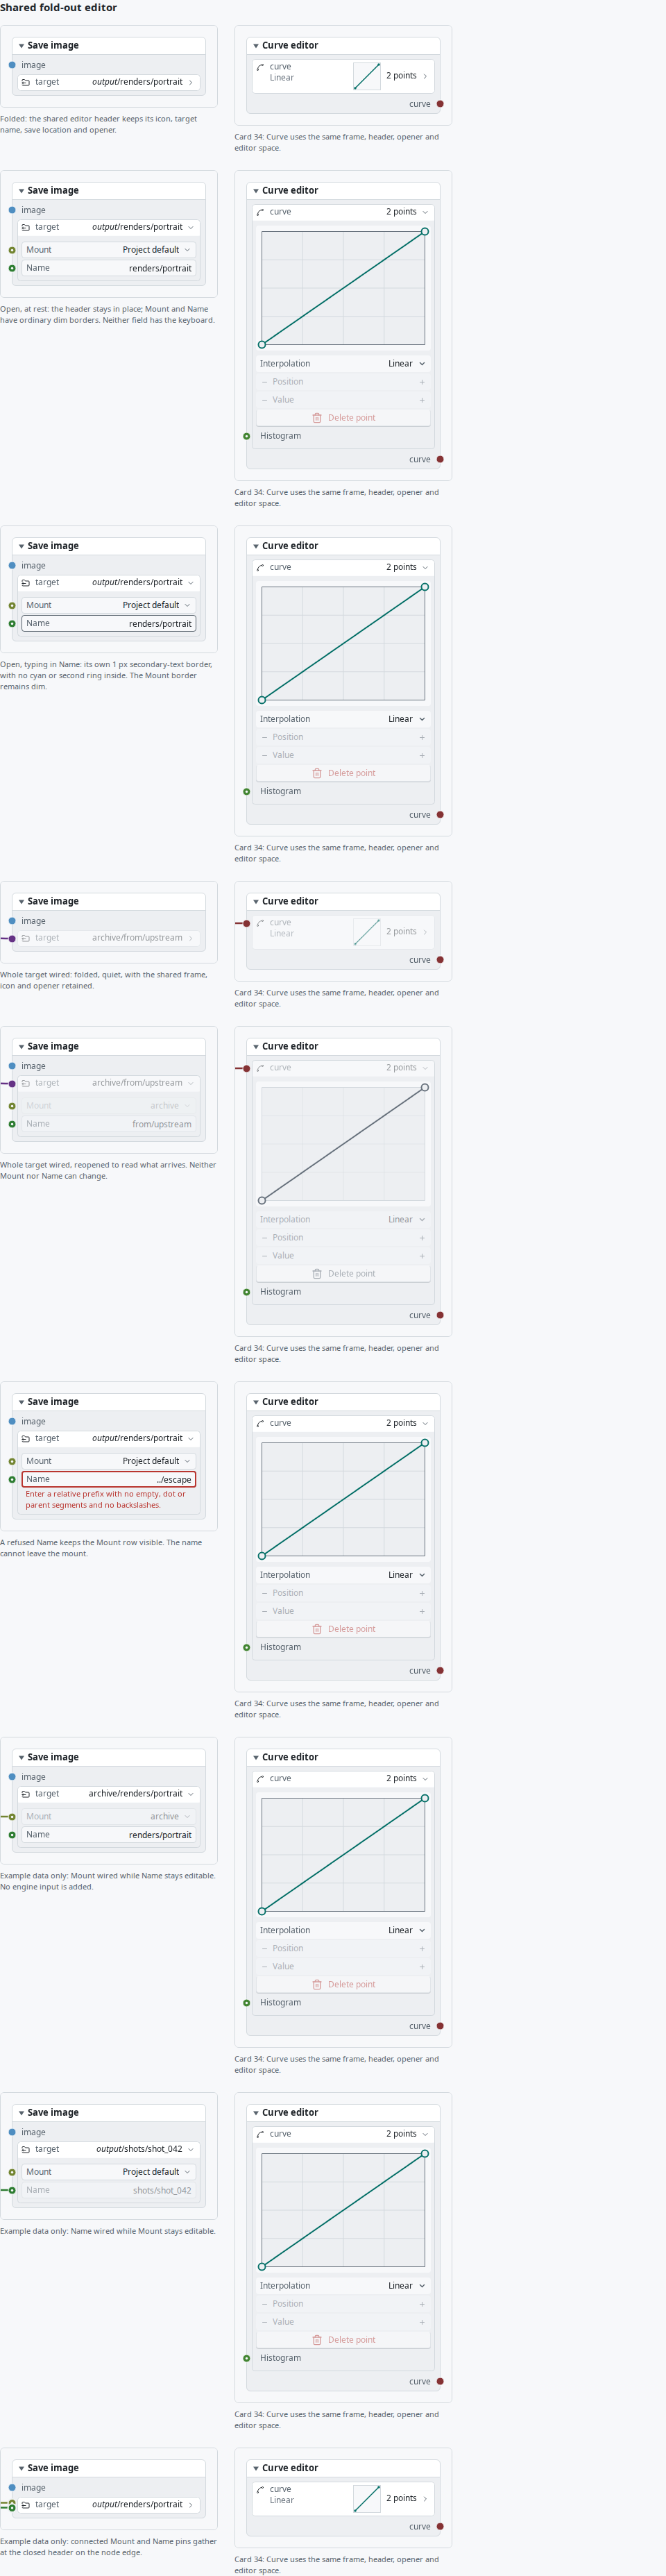 Shared fold-out editor
Save image
image
target output/renders/portrait
Folded: the shared editor header keeps its icon, target
name, save location and opener.
Curve editor
curve
Linear
2 points
curve
Card 34: Curve uses the same frame, header, opener and
editor space.
Save image
image
target output/renders/portrait
Mount Project default
Name renders/portrait
Open, at rest: the header stays in place; Mount and Name
have ordinary dim borders. Neither field has the keyboard.
Curve editor
curve 2 points
Interpolation Linear
− Position +
− Value +
Delete point
Histogram
curve
Card 34: Curve uses the same frame, header, opener and
editor space.
Save image
image
target output/renders/portrait
Mount Project default
Name renders/portrait
Open, typing in Name: its own 1 px secondary-text border,
with no cyan or second ring inside. The Mount border
remains dim.
Curve editor
curve 2 points
Interpolation Linear
− Position +
− Value +
Delete point
Histogram
curve
Card 34: Curve uses the same frame, header, opener and
editor space.
Save image
image
target archive/from/upstream
Whole target wired: folded, quiet, with the shared frame,
icon and opener retained.
Curve editor
curve
Linear
2 points
curve
Card 34: Curve uses the same frame, header, opener and
editor space.
Save image
image
target archive/from/upstream
Mount archive
Name from/upstream
Whole target wired, reopened to read what arrives. Neither
Mount nor Name can change.
Curve editor
curve 2 points
Interpolation Linear
− Position +
− Value +
Delete point
Histogram
curve
Card 34: Curve uses the same frame, header, opener and
editor space.
Save image
image
target output/renders/portrait
Mount Project default
Name ../escape
Enter a relative prefix with no empty, dot or
parent segments and no backslashes.
A refused Name keeps the Mount row visible. The name
cannot leave the mount.
Curve editor
curve 2 points
Interpolation Linear
− Position +
− Value +
Delete point
Histogram
curve
Card 34: Curve uses the same frame, header, opener and
editor space.
Save image
image
target archive/renders/portrait
Mount archive
Name renders/portrait
Example data only: Mount wired while Name stays editable.
No engine input is added.
Curve editor
curve 2 points
Interpolation Linear
− Position +
− Value +
Delete point
Histogram
curve
Card 34: Curve uses the same frame, header, opener and
editor space.
Save image
image
target output/shots/shot_042
Mount Project default
Name shots/shot_042
Example data only: Name wired while Mount stays editable.
Curve editor
curve 2 points
Interpolation Linear
− Position +
− Value +
Delete point
Histogram
curve
Card 34: Curve uses the same frame, header, opener and
editor space.
Save image
image
target output/renders/portrait
Example data only: connected Mount and Name pins gather
at the closed header on the node edge.
Curve editor
curve
Linear
2 points
curve
Card 34: Curve uses the same frame, header, opener and
editor space.